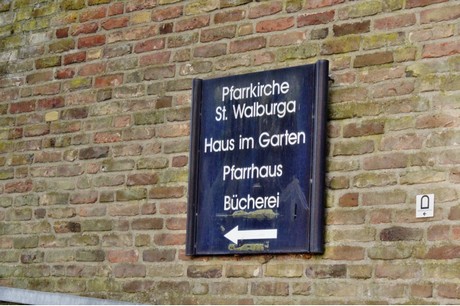 Pfarrkirche
St. Walburga
Haus im Garten
Pfarrhaus
Bücherei